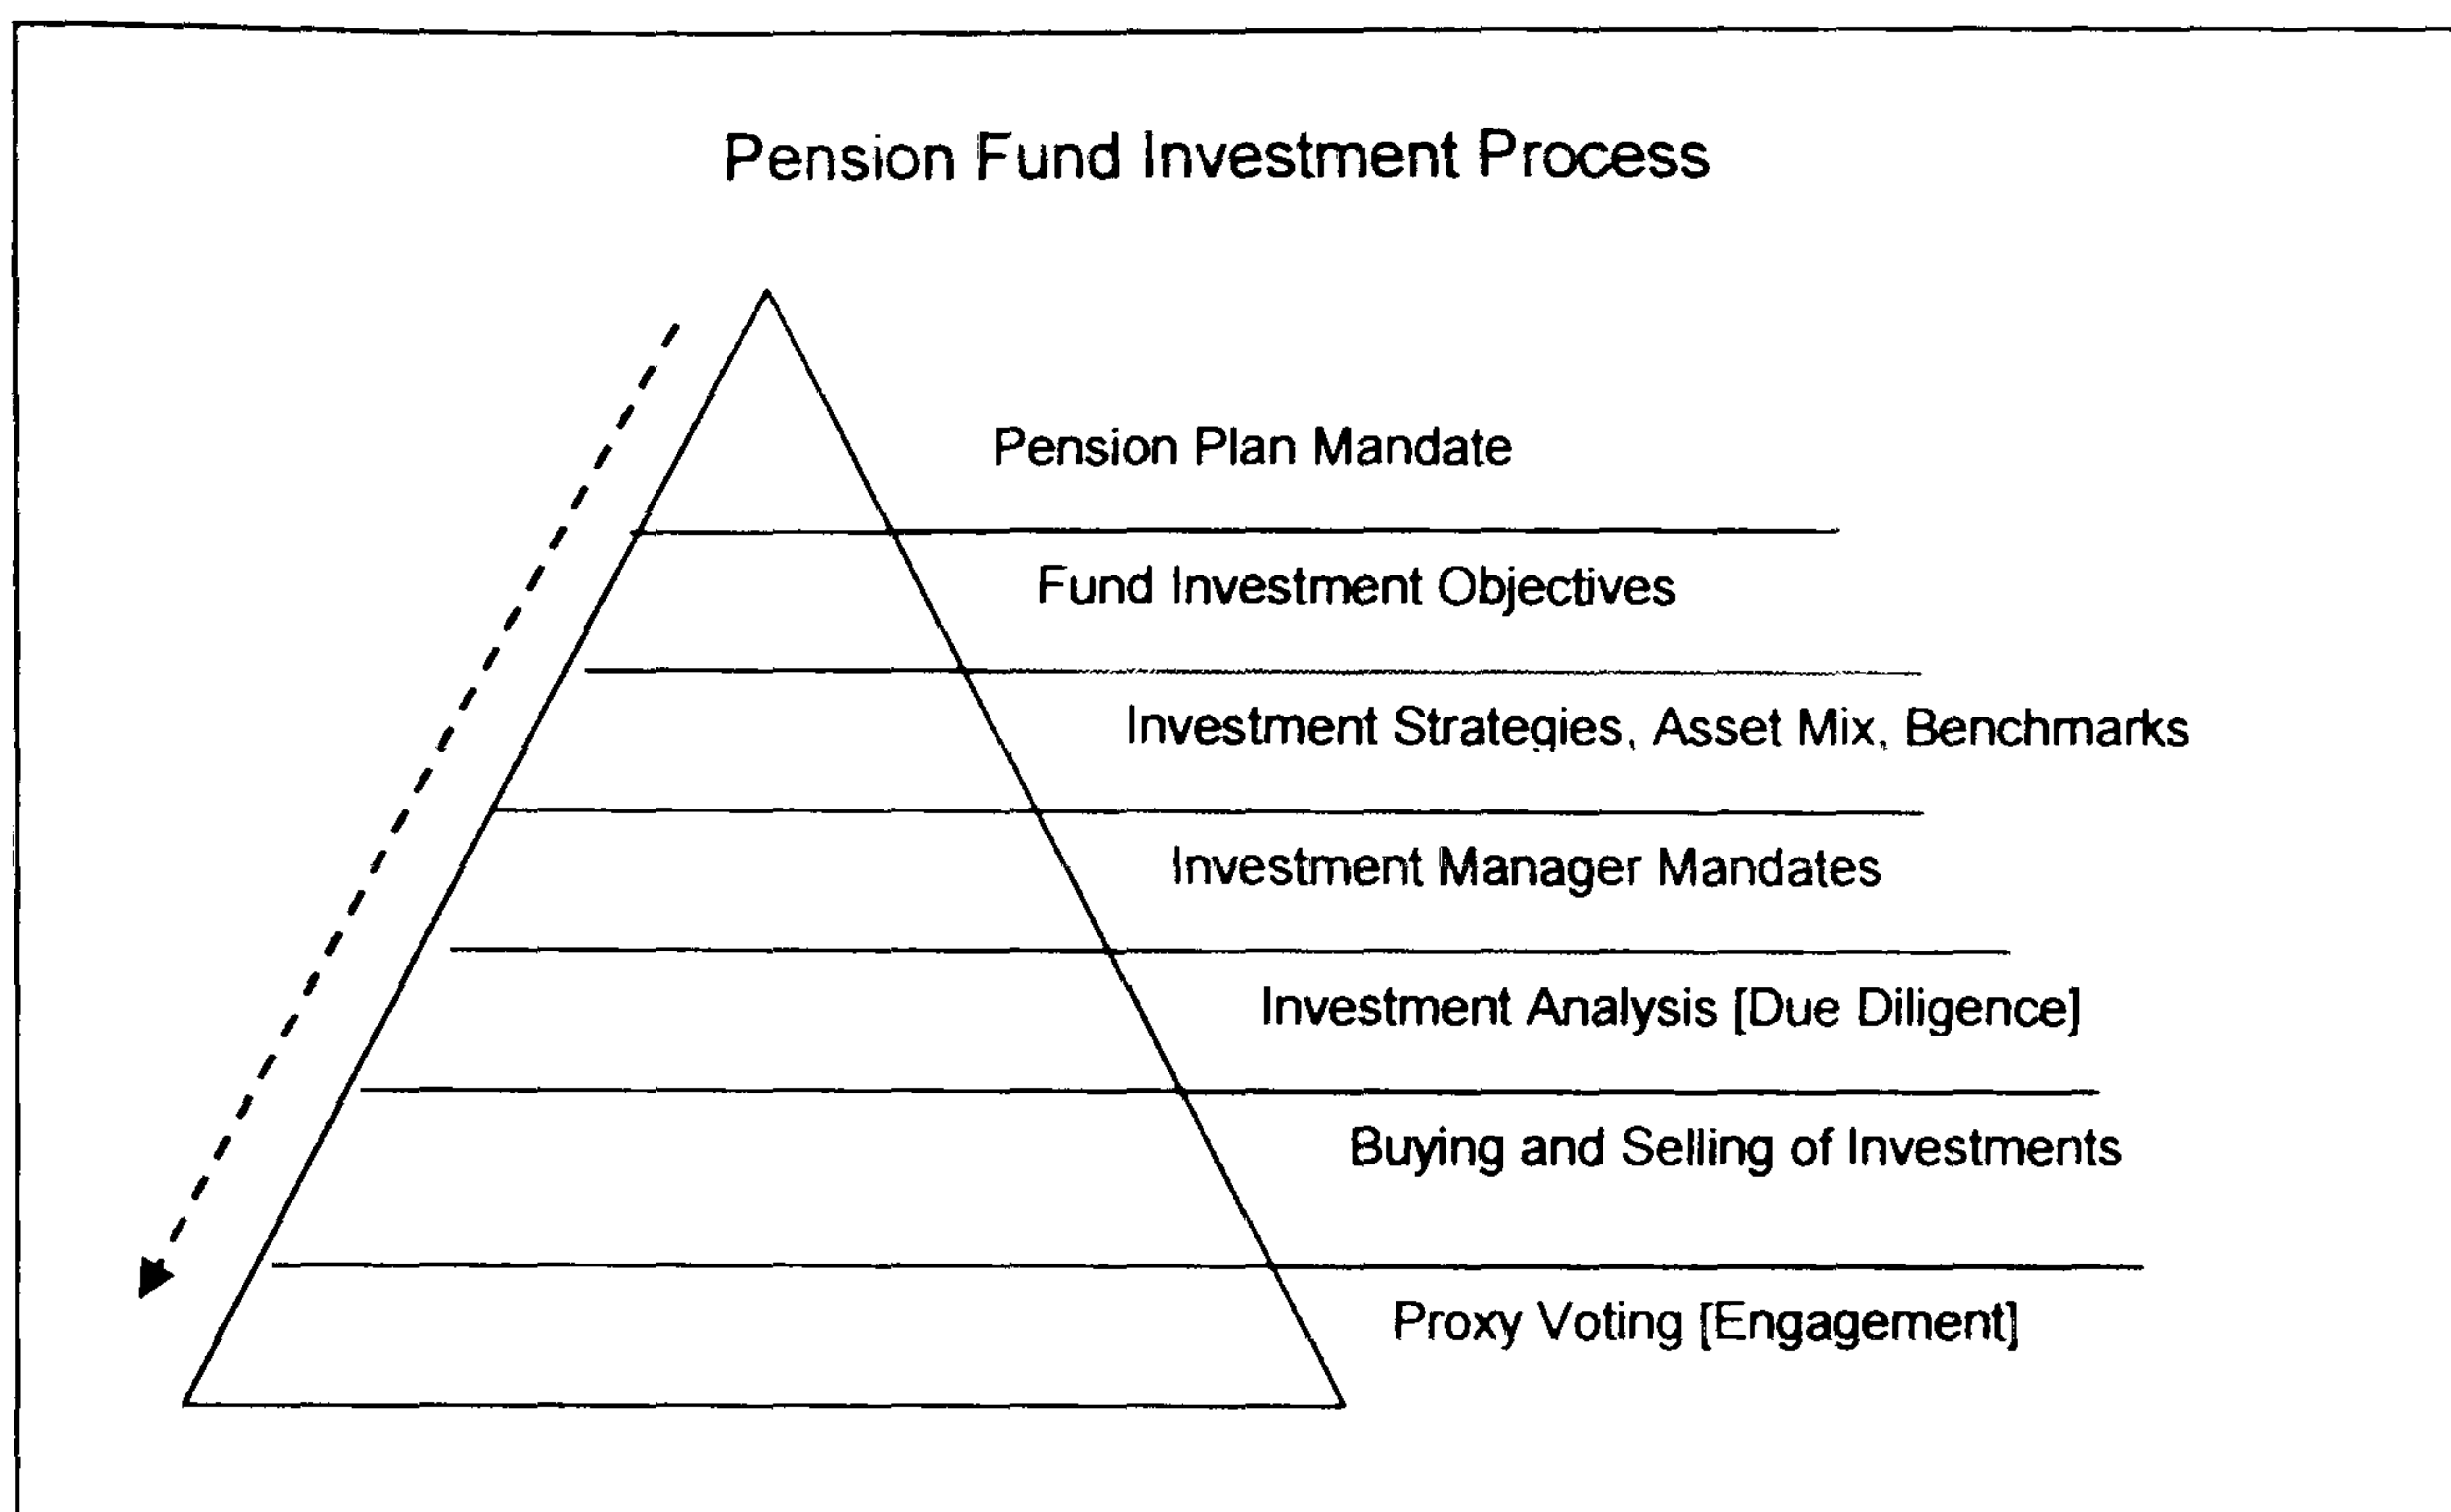 Pension Fund Investment Process
Pension Plan Mandate
Fund Investment Objectives
Investment Strategies, Asset Mix, Benchmarks
Investment Manager Mandates
Investment Analysis [Due Diligence]
Buying and Selling of Investments
Proxy Voting [Engagement]